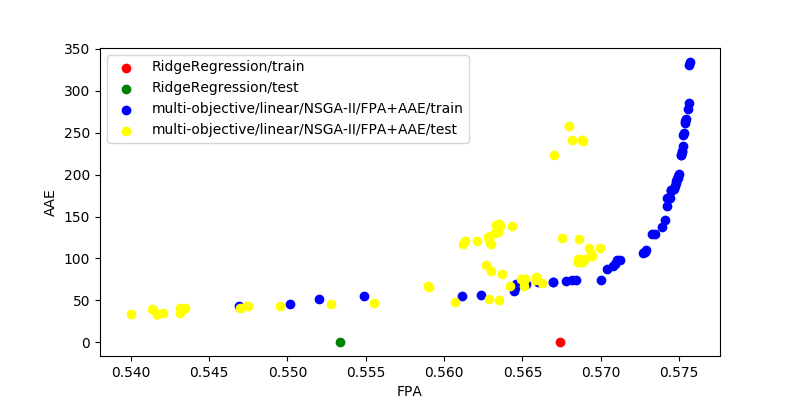 350
300
250
200
150
100
50
0
AAE
RidgeRegression/train
RidgeRegression/test
multi-objective/linear/NSGA-II/FPA+AAE/train
multi-objective/linear/NSGA-II/FPA+AAE/test
0.540 0.545 0.550 0.555 0.560 0.565 0.570 0.575
FPA